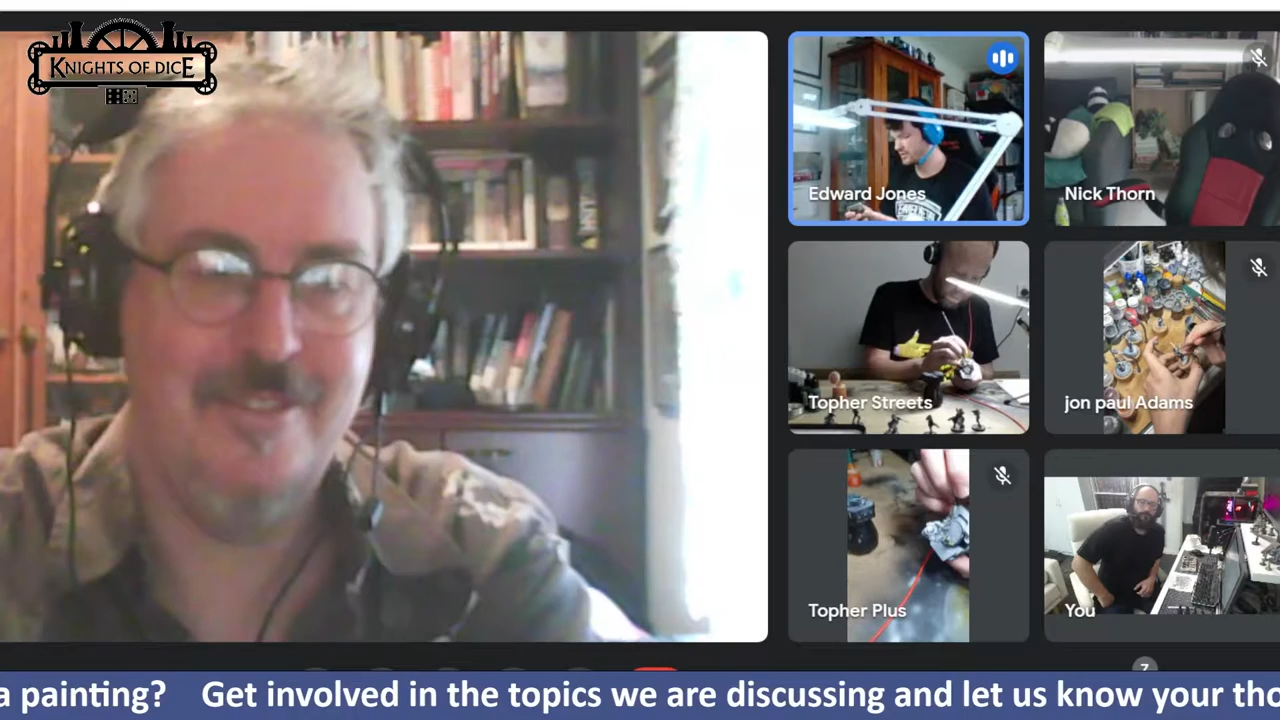 KNIGHTS OF DICE
Edward Jones
Nick Thorn
Topher Streets
jon paul Adams
Topher Plus
You
7
a painting? Get involved in the topics we are discussing and let us know your tho